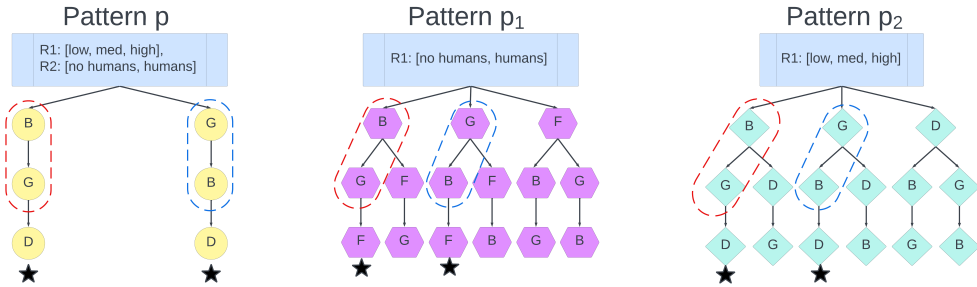 Pattern p
Pattern p₁
Pattern p₂
R1: [low, med, high],
R2: [no humans, humans]
R1: [no humans, humans]
R1: [low, med, high]
B G B G F B G D
G B G F B F B G G D B D B G
D D F G F B G B D G D B G B